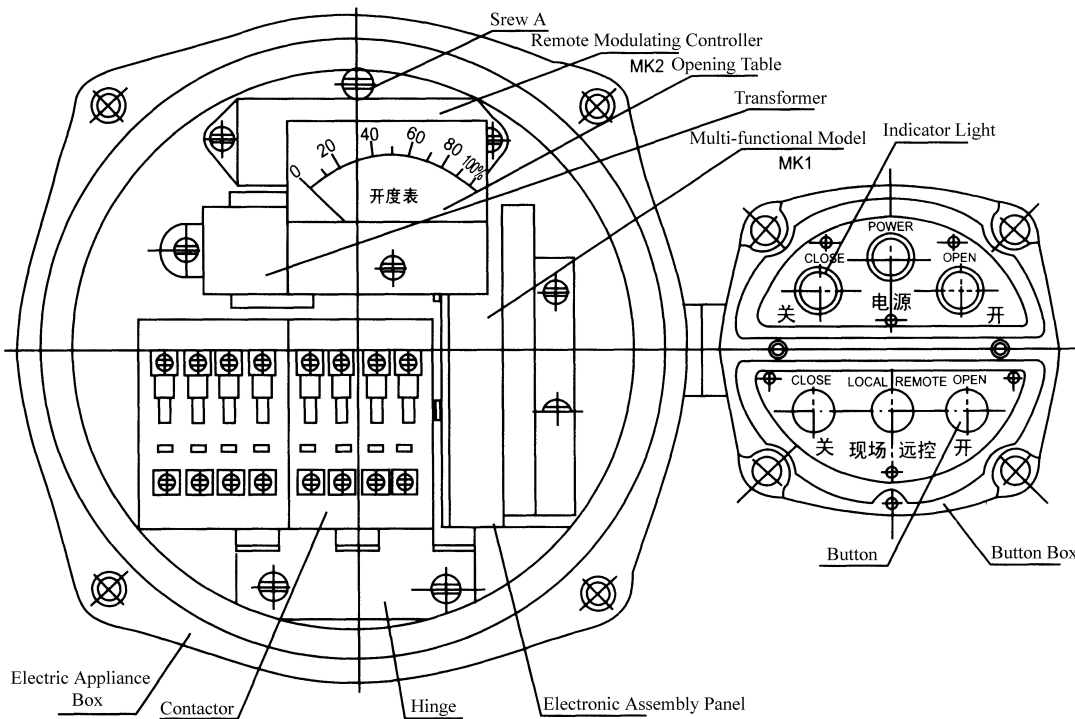 Srew A
Remote Modulating Controller
MK2 Opening Table
Transformer
Multi-functional Model
MK1
Indicator Light
0 20 40 60 80 100%
开度表
POWER
CLOSE OPEN
关 电源 开
CLOSE LOCAL REMOTE OPEN
关 现场 远控 开
Button
Button Box
Electric Appliance
Box
Contactor
Hinge
Electronic Assembly Panel